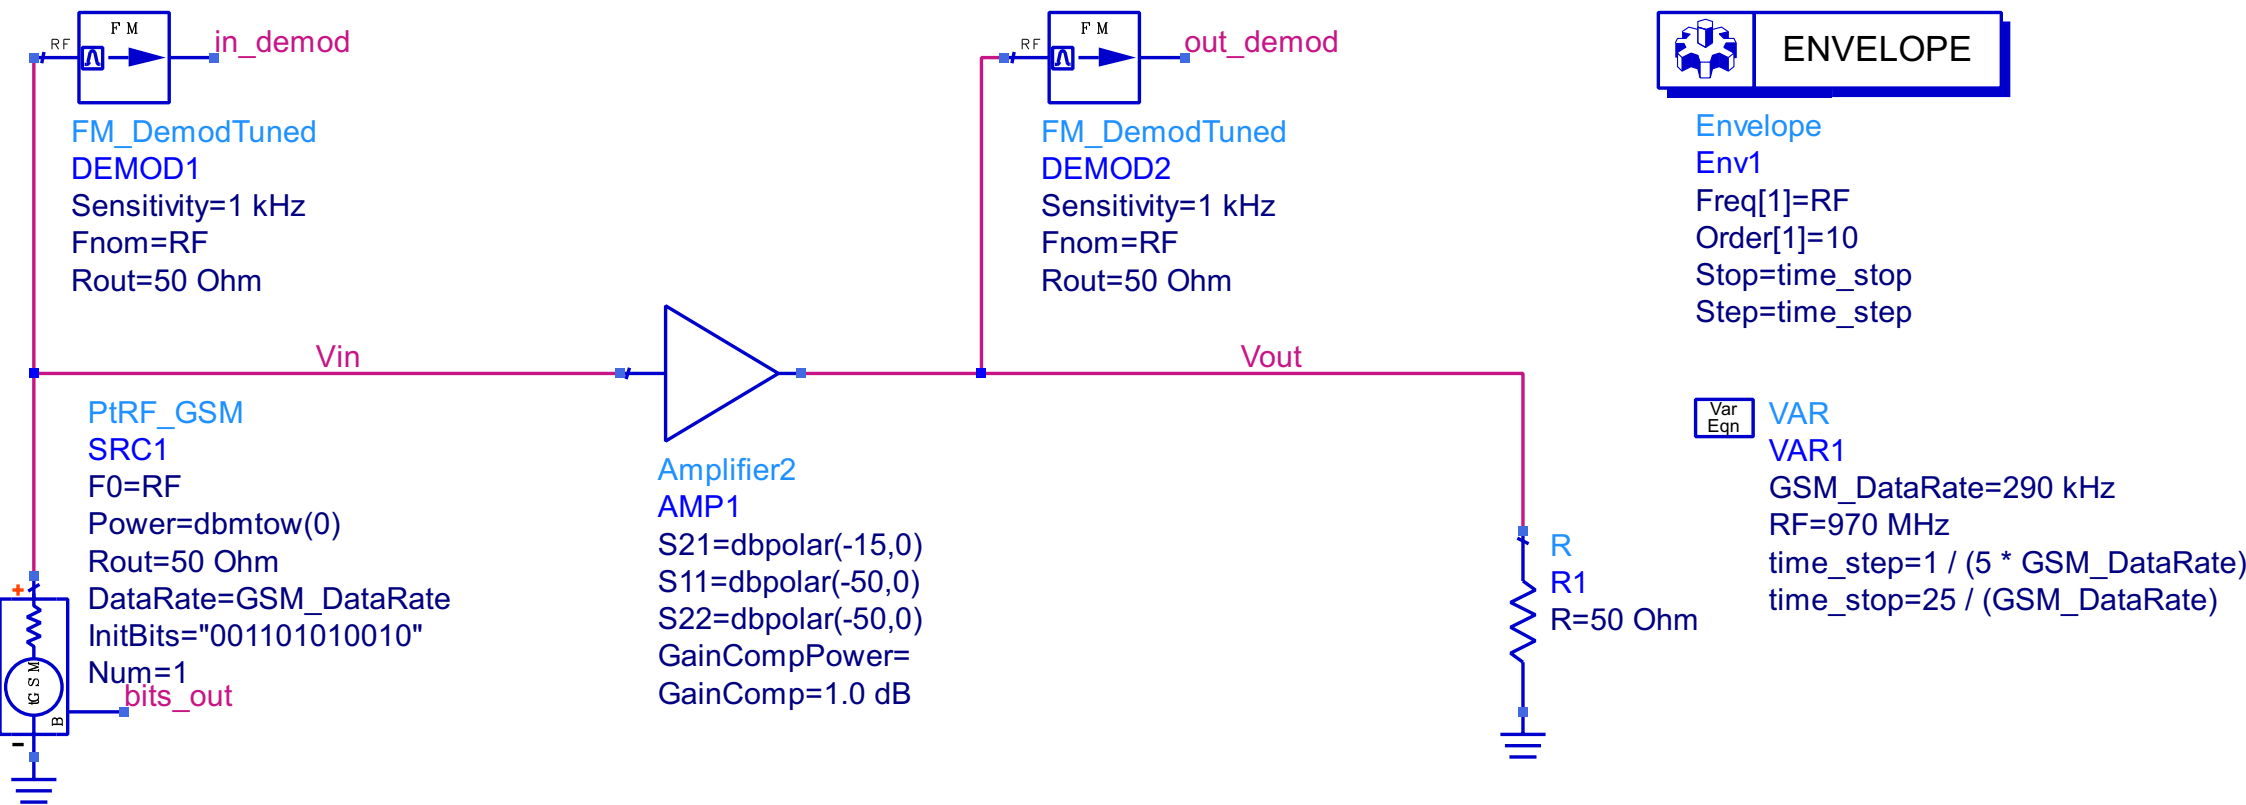 FM
RF
in_demod
FM_DemodTuned
DEMOD1
Sensitivity=1 kHz
Fnom=RF
Rout=50 Ohm
FM
RF
out_demod
FM_DemodTuned
DEMOD2
Sensitivity=1 kHz
Fnom=RF
Rout=50 Ohm
ENVELOPE
Envelope
Env1
Freq[1]=RF
Order[1]=10
Stop=time_stop
Step=time_step
Vin
Vout
PtRF_GSM
SRC1
F0=RF
Power=dbmtow(0)
Rout=50 Ohm
DataRate=GSM_DataRate
InitBits="001101010010"
Num=1
bits_out
+
GSM
B
-
Amplifier2
AMP1
S21=dbpolar(-15,0)
S11=dbpolar(-50,0)
S22=dbpolar(-50,0)
GainCompPower=
GainComp=1.0 dB
R
R1
R=50 Ohm
Var
Eqn
VAR
VAR1
GSM_DataRate=290 kHz
RF=970 MHz
time_step=1 / (5 * GSM_DataRate)
time_stop=25 / (GSM_DataRate)